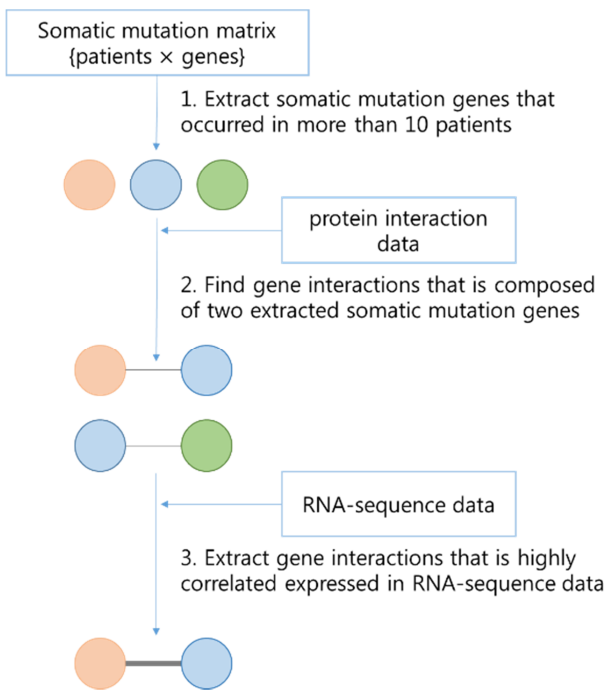 Somatic mutation matrix
{patients × genes}
1. Extract somatic mutation genes that
occurred in more than 10 patients
protein interaction
data
2. Find gene interactions that is composed
of two extracted somatic mutation genes
RNA-sequence data
3. Extract gene interactions that is highly
correlated expressed in RNA-sequence data